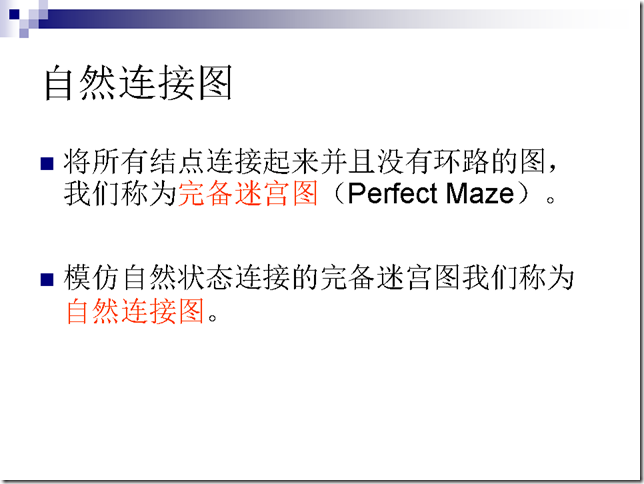 自然连接图
将所有结点连接起来并且没有环路的图，
我们称为完备迷宫图（Perfect Maze）。
模仿自然状态连接的完备迷宫图我们称为
自然连接图。